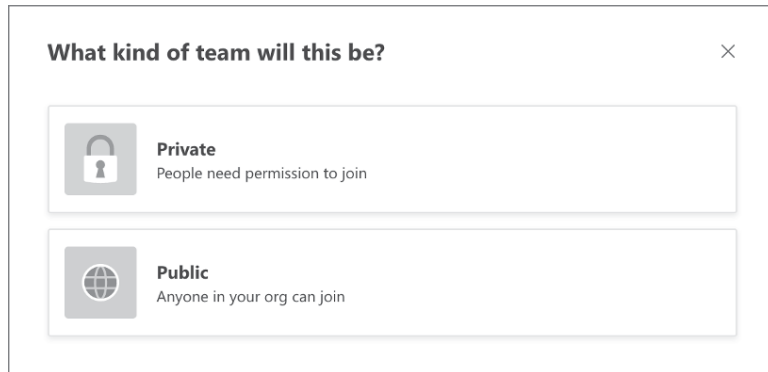 What kind of team will this be?
Private
People need permission to join
Public
Anyone in your org can join